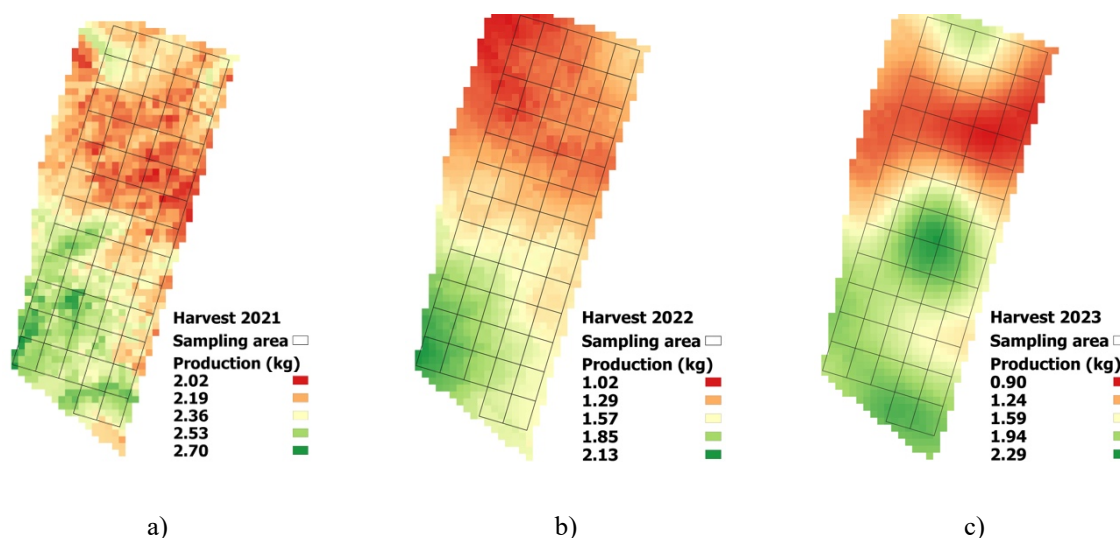 Harvest 2021
Sampling area
Production (kg)
2.02
2.19
2.36
2.53
2.70
a)
Harvest 2022
Sampling area
Production (kg)
1.02
1.29
1.57
1.85
2.13
b)
Harvest 2023
Sampling area
Production (kg)
0.90
1.24
1.59
1.94
2.29
c)